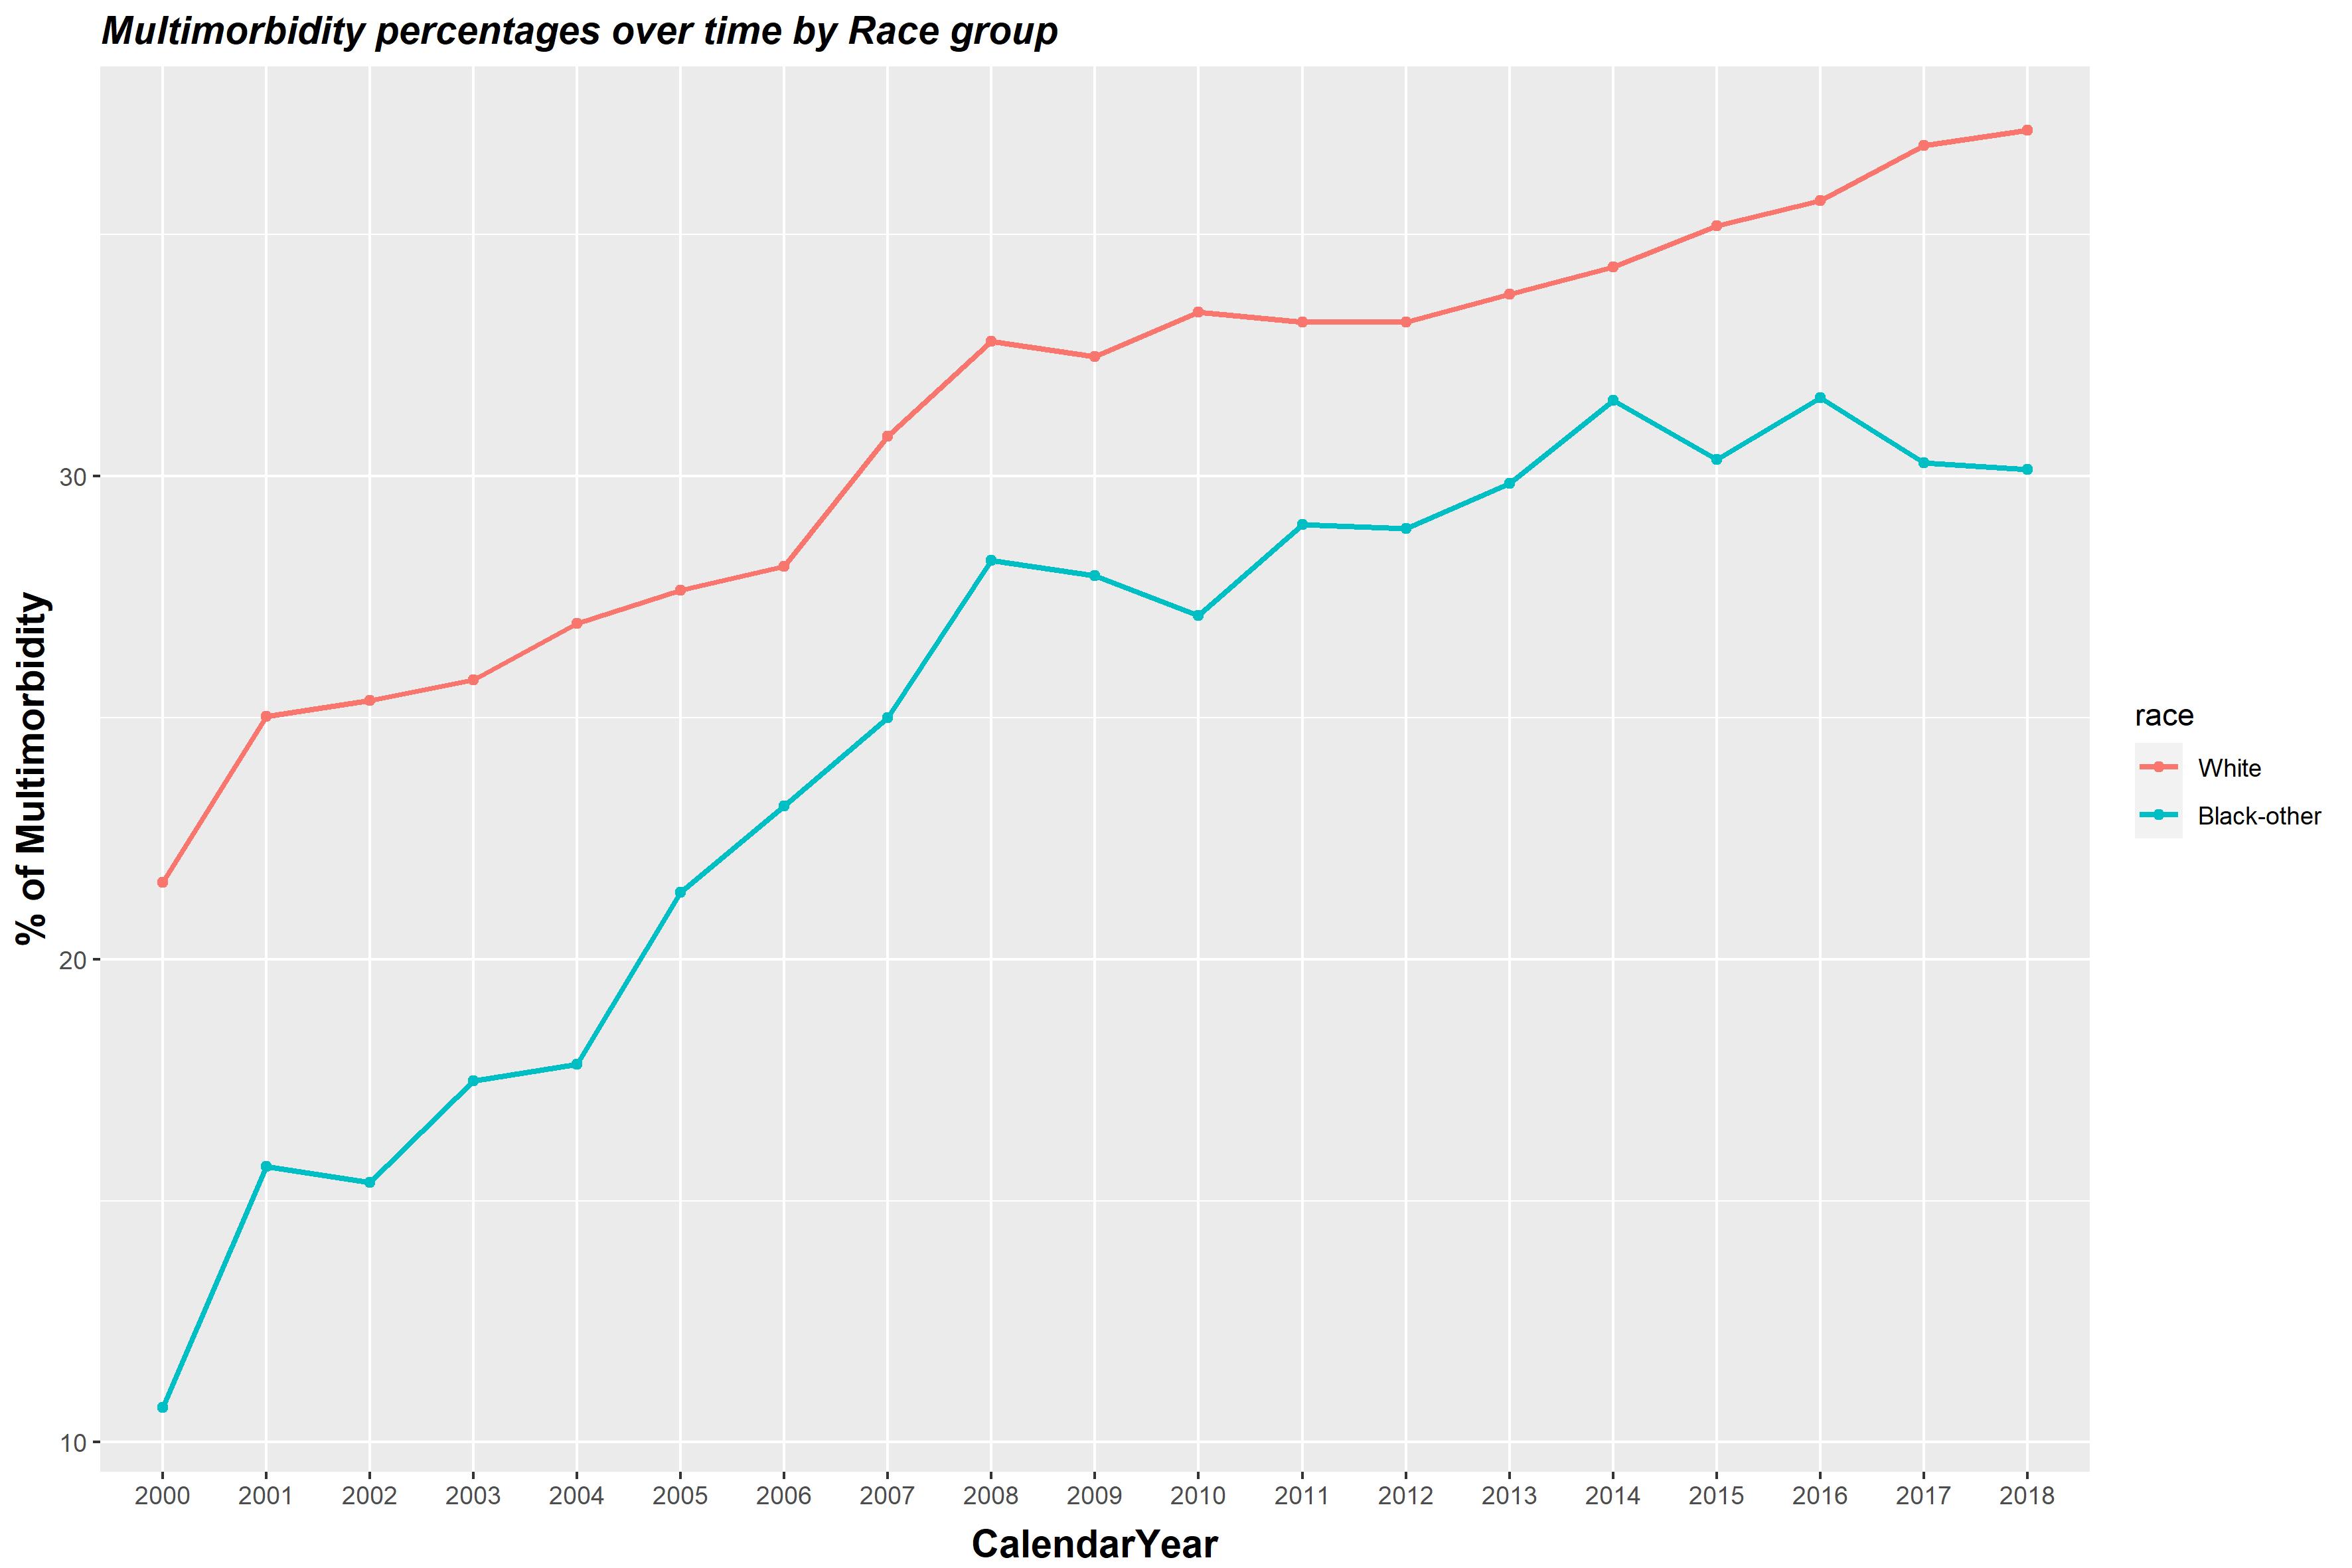 Multimorbidity percentages over time by Race group
% of Multimorbidity
30
20
10
2000 2001 2002 2003 2004 2005 2006 2007 2008 2009 2010 2011 2012 2013 2014 2015 2016 2017 2018
CalendarYear
race
White
Black-other